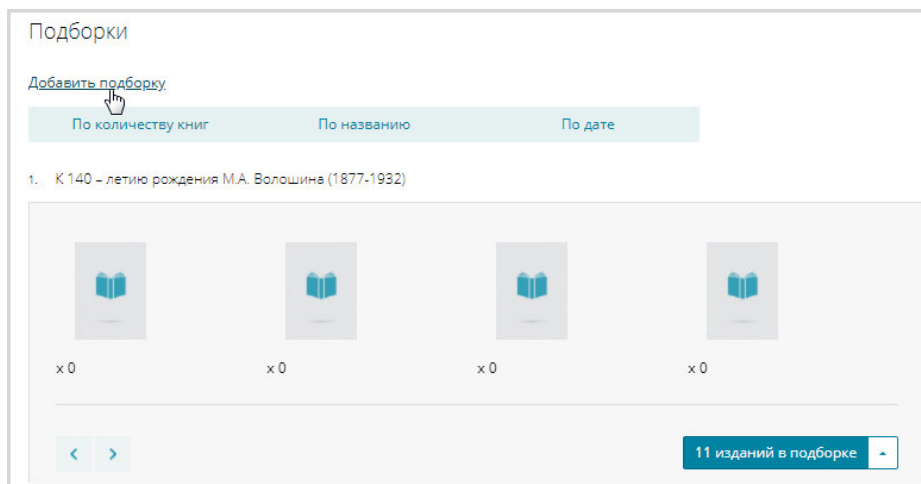 Подборки
Добавить подборку
По количеству книг По названию По дате
1. К 140 – летию рождения М.А. Волошина (1877-1932)
x 0 x 0 x 0 x 0
11 изданий в подборке